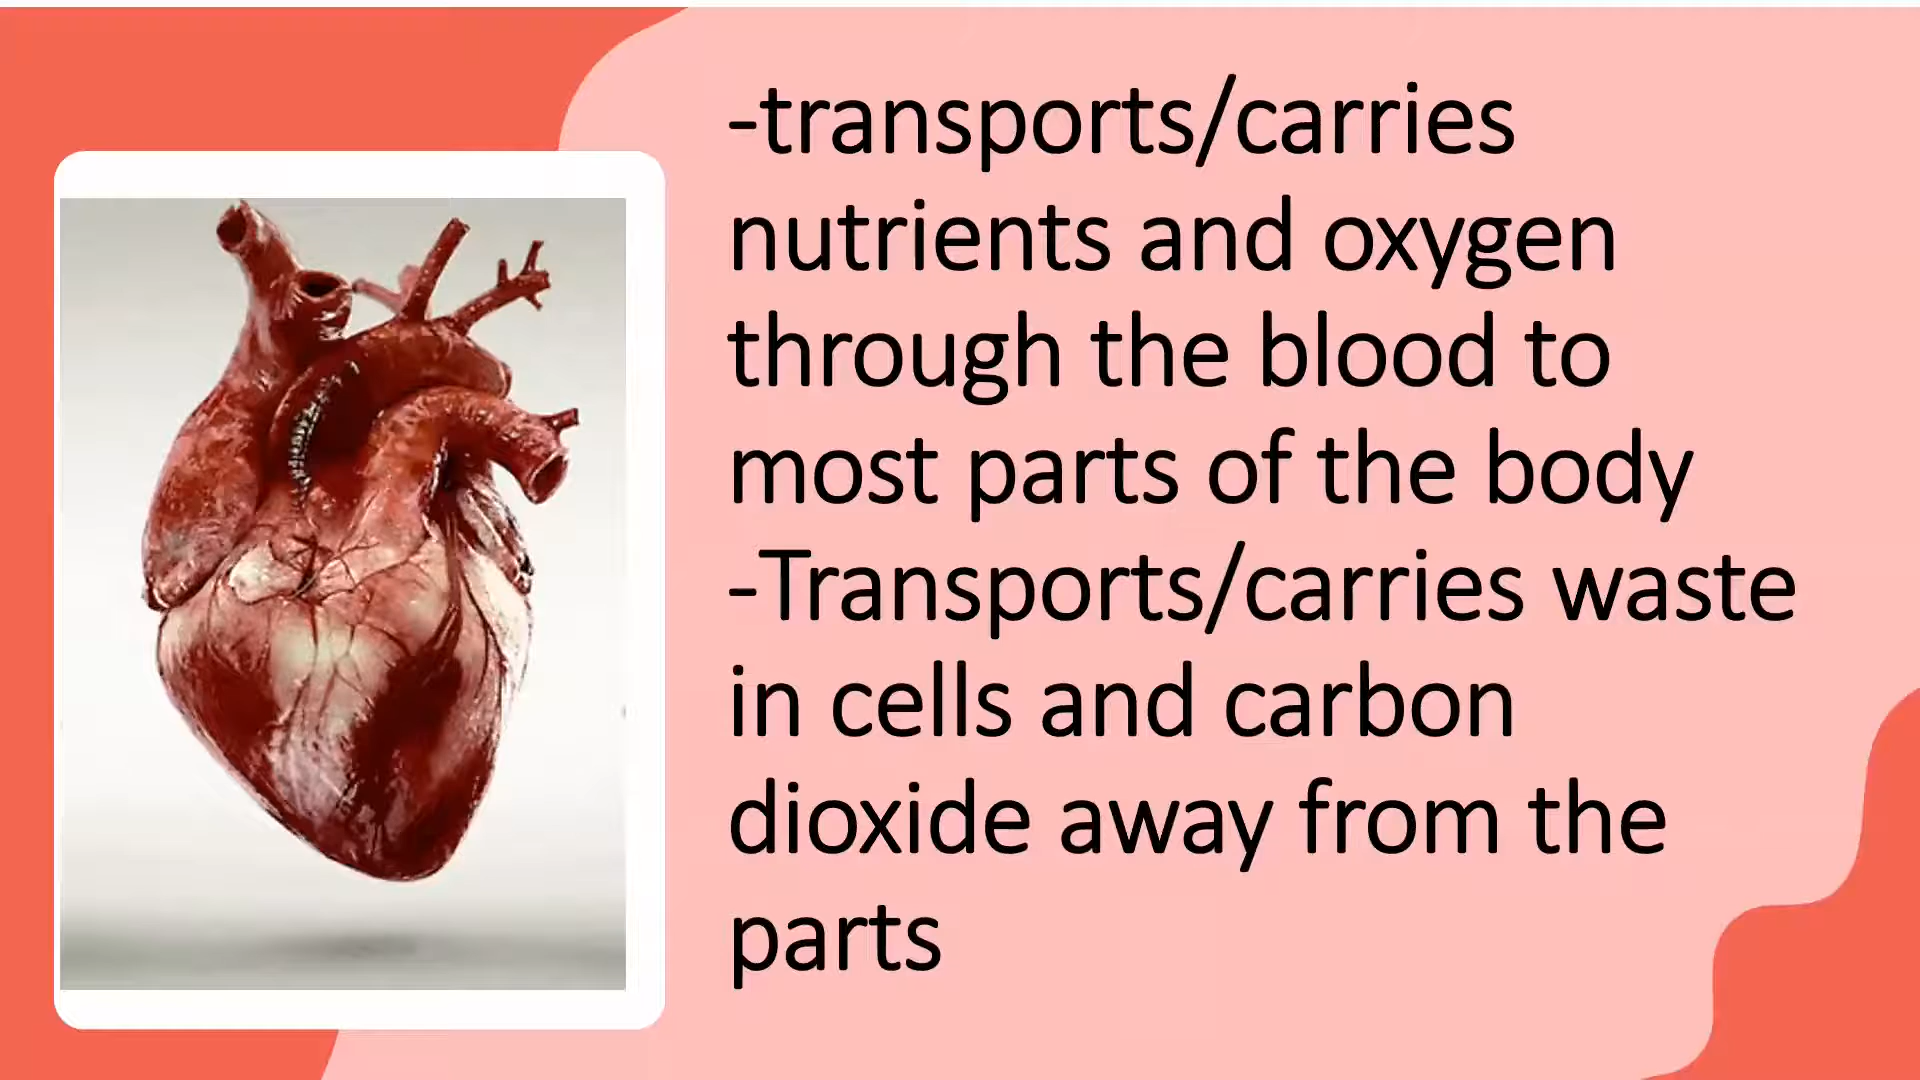 -transports/carries
nutrients and oxygen
through the blood to
most parts of the body
-Transports/carries waste
in cells and carbon
dioxide away from the
parts